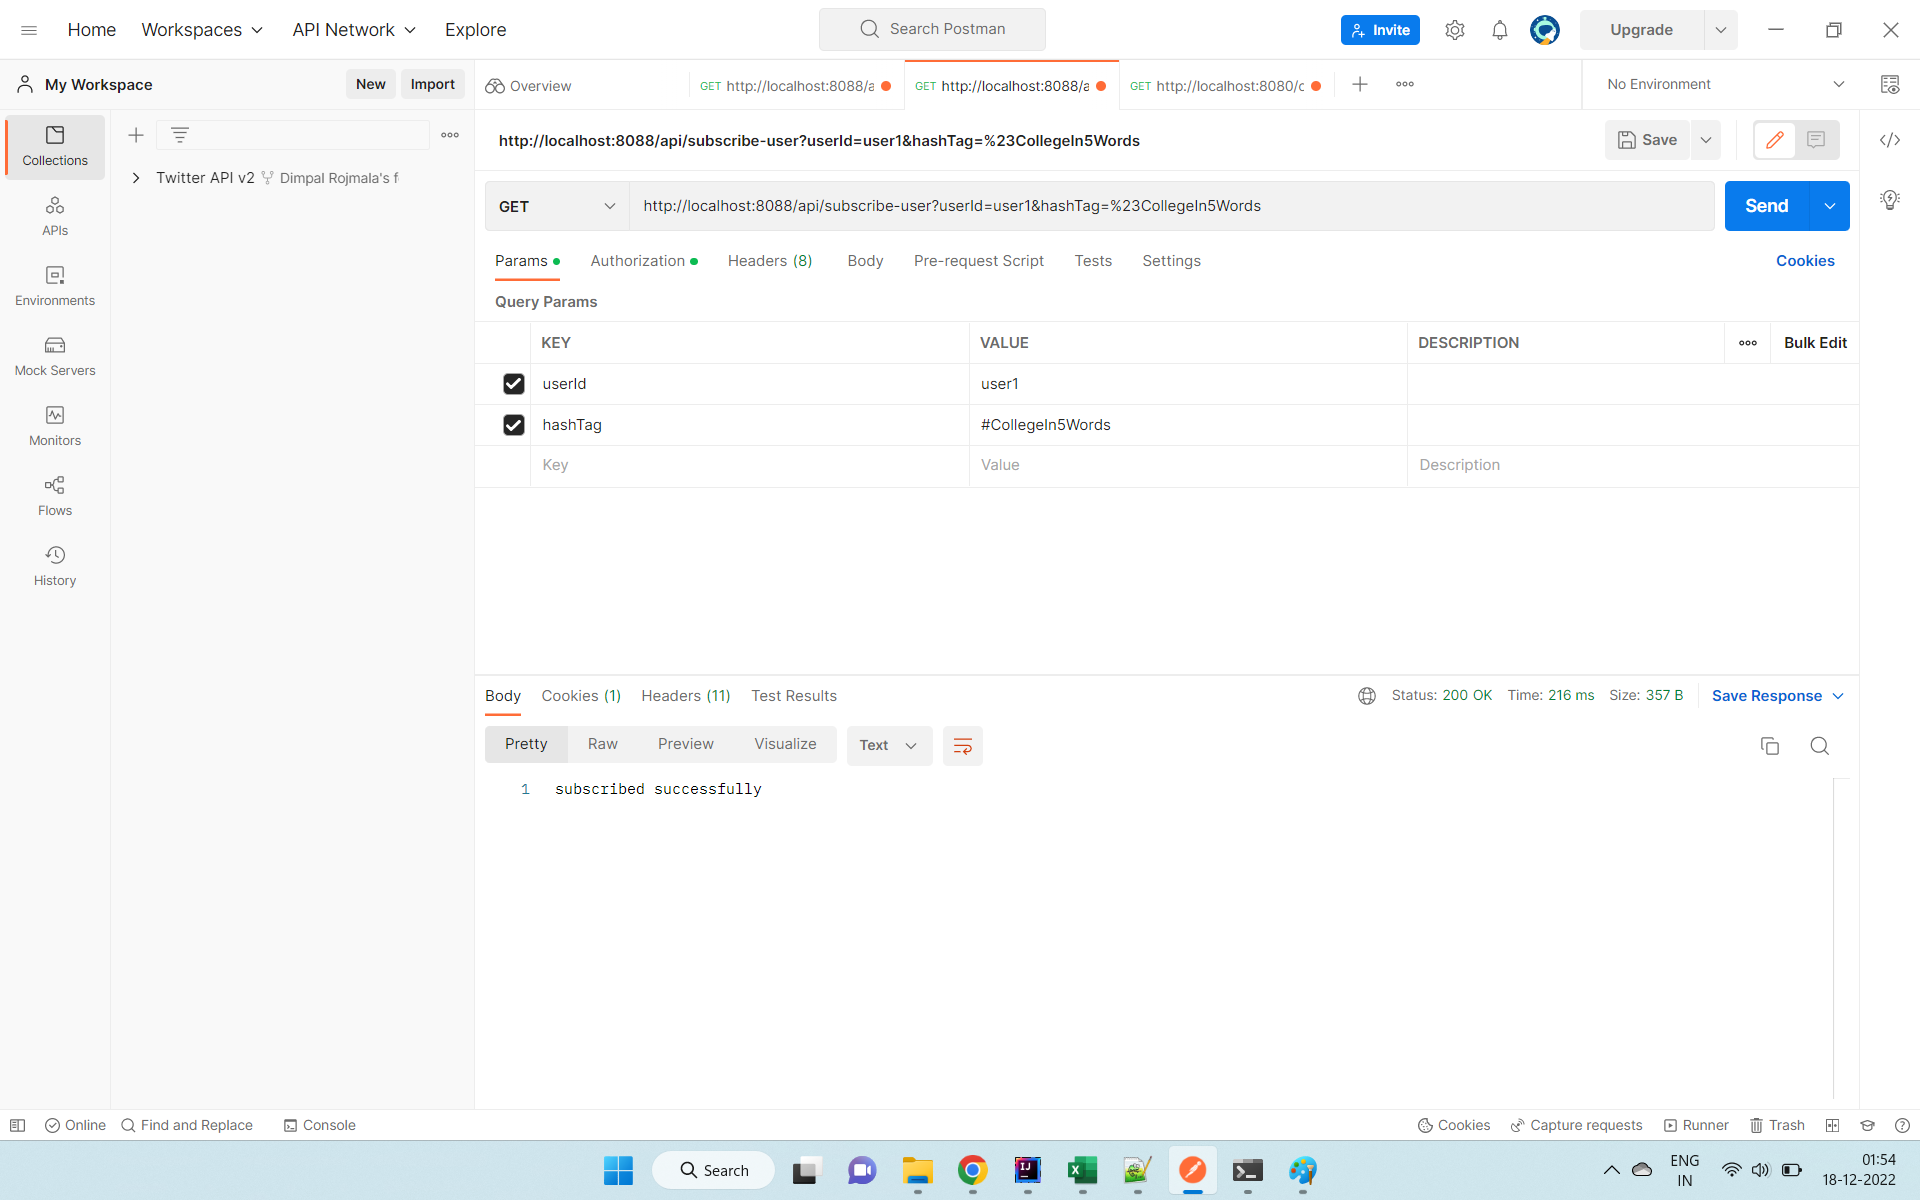 Home
Workspaces
API Network
Explore
Search Postman
Invite
Upgrade
My Workspace
New
Import
Overview
GET http://localhost:8088/a
GET http://localhost:8088/a
GET http://localhost:8080/c
No Environment
Collections
APIs
Environments
Mock Servers
Monitors
Flows
History
Twitter API v2
Dimpal Rojmala's f
http://localhost:8088/api/subscribe-user?userId=user1&hashTag=%23CollegeIn5Words
Save
GET
http://localhost:8088/api/subscribe-user?userId=user1&hashTag=%23CollegeIn5Words
Send
Params
Authorization
Headers (8)
Body
Pre-request Script
Tests
Settings
Cookies
Query Params
KEY
VALUE
DESCRIPTION
Bulk Edit
userId
user1
hashTag
#CollegeIn5Words
Key
Value
Description
Body
Cookies (1)
Headers (11)
Test Results
Status: 200 OK
Time: 216 ms
Size: 357 B
Save Response
Pretty
Raw
Preview
Visualize
Text
1
subscribed successfully
Online
Find and Replace
Console
Cookies
Capture requests
Runner
Trash
Search
IJ
ENG
IN
01:54
18-12-2022